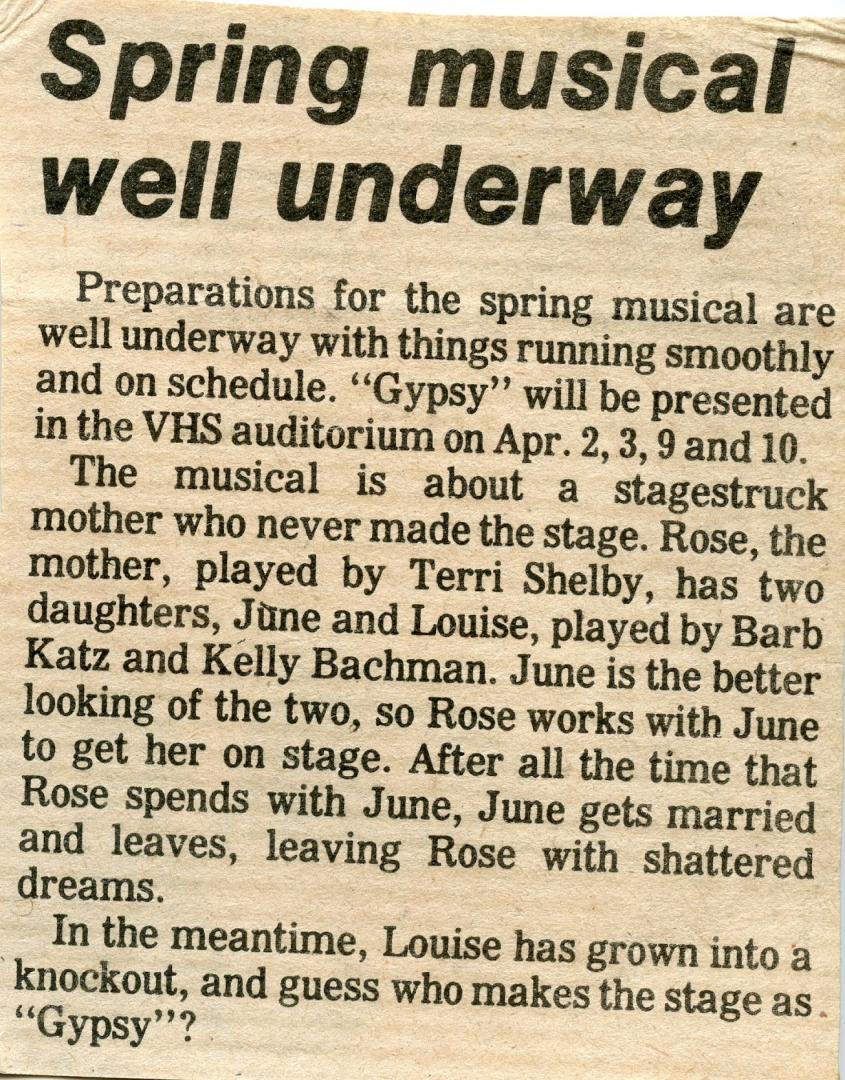 Spring musical
well underway
Preparations for the spring musical are
well underway with things running smoothly
and on schedule. “Gypsy” will be presented
in the VHS auditorium on Apr. 2, 3, 9 and 10.
The musical is about a stagestruck
mother who never made the stage. Rose, the
mother, played by Terri Shelby, has two
daughters, June and Louise, played by Barb
Katz and Kelly Bachman. June is the better
looking of the two, so Rose works with June
to get her on stage. After all the time that
Rose spends with June, June gets married
and leaves, leaving Rose with shattered
dreams.
In the meantime, Louise has grown into a
knockout, and guess who makes the stage as
“Gypsy”?